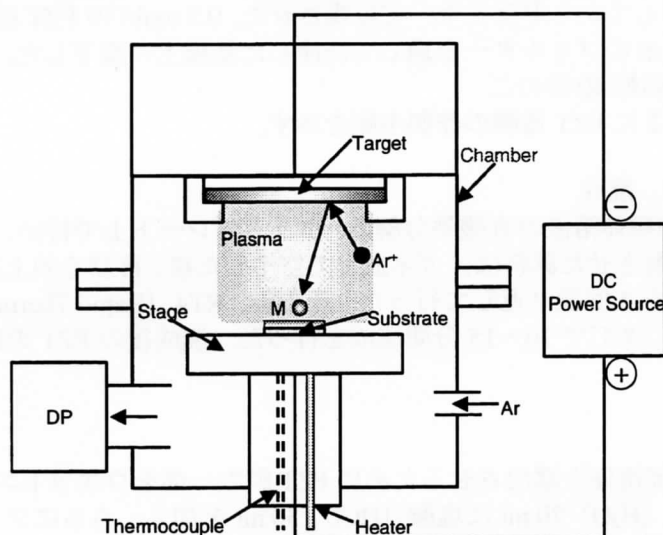 Target
Chamber
−
Plasma
Ar⁺
DC
Power Source
M
Substrate
Stage
+
DP
Ar
Thermocouple
Heater